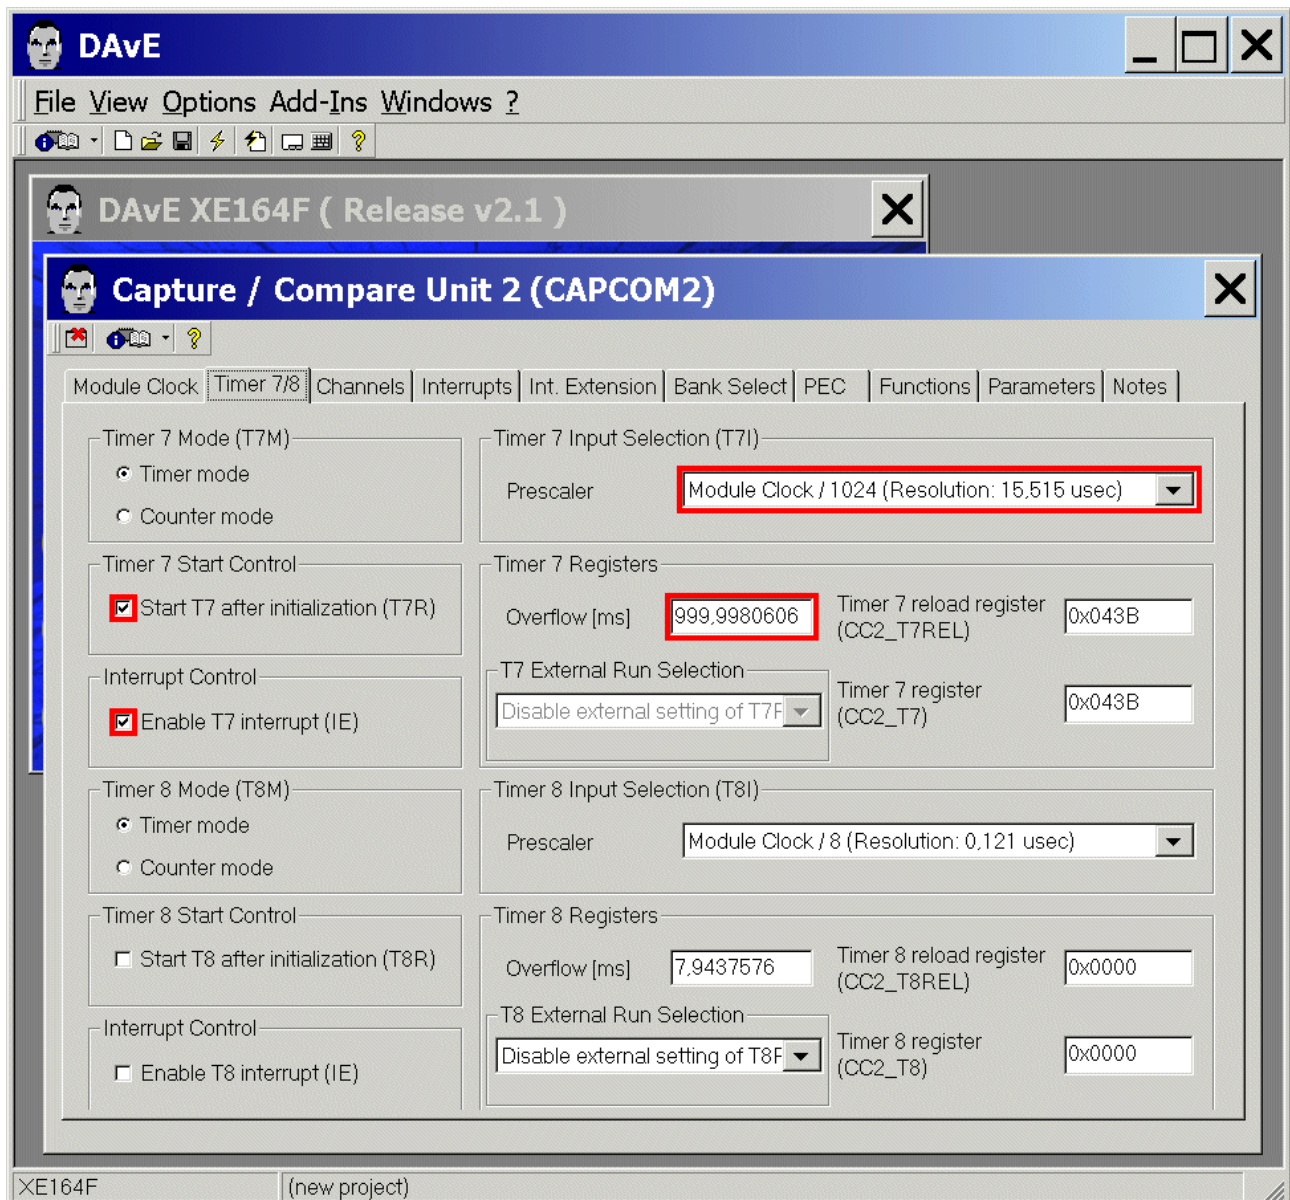 DAvE
File View Options Add-Ins Windows ?
DAvE XE164F ( Release v2.1 )
Capture / Compare Unit 2 (CAPCOM2)
Module Clock Timer 7/8 Channels Interrupts Int. Extension Bank Select PEC Functions Parameters Notes
Timer 7 Mode (T7M)
Timer mode
Counter mode
Timer 7 Input Selection (T7I)
Prescaler Module Clock / 1024 (Resolution: 15,515 usec)
Timer 7 Start Control
Start T7 after initialization (T7R)
Timer 7 Registers
Overflow [ms] 999,9980606
Timer 7 reload register
(CC2_T7REL)
0x043B
Interrupt Control
Enable T7 interrupt (IE)
T7 External Run Selection
Disable external setting of T7F
Timer 7 register
(CC2_T7)
0x043B
Timer 8 Mode (T8M)
Timer mode
Counter mode
Timer 8 Input Selection (T8I)
Prescaler Module Clock / 8 (Resolution: 0,121 usec)
Timer 8 Start Control
Start T8 after initialization (T8R)
Timer 8 Registers
Overflow [ms] 7,9437576
Timer 8 reload register
(CC2_T8REL)
0x0000
Interrupt Control
Enable T8 interrupt (IE)
T8 External Run Selection
Disable external setting of T8F
Timer 8 register
(CC2_T8)
0x0000
XE164F (new project)